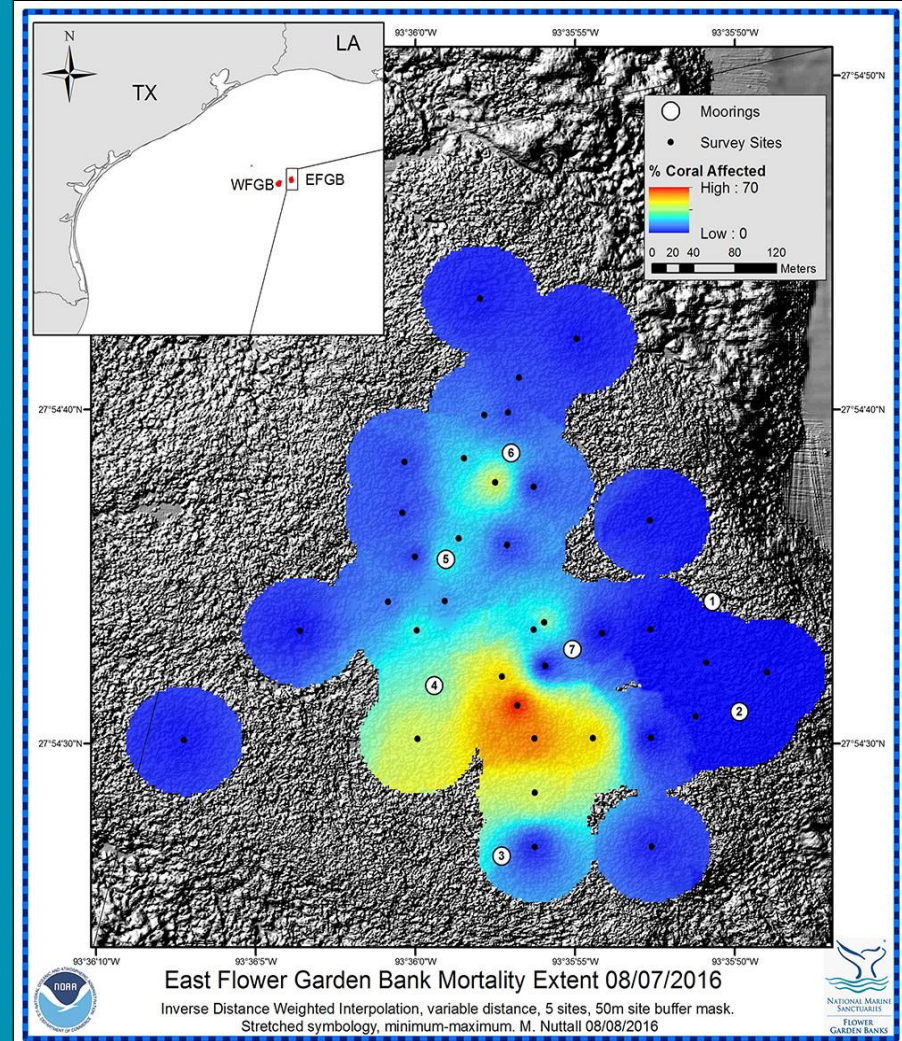 93°35'55"W
93°35'50"W
N
LA
TX
WFGB
EFGB
27°54'50"N
Moorings
Survey Sites
% Coral Affected
High : 70
Low : 0
0 20 40 80 120
Meters
27°54'40"N
6
5
1
7
4
2
27°54'30"N
3
93°36'10"W
93°36'5"W
93°36'0"W
93°35'55"W
93°35'50"W
27°54'40"N
27°54'30"N
East Flower Garden Bank Mortality Extent 08/07/2016
Inverse Distance Weighted Interpolation, variable distance, 5 sites, 50m site buffer mask.
Stretched symbology, minimum-maximum. M. Nuttall 08/08/2016
NOAA
NATIONAL MARINE
SANCTUARIES
FLOWER
GARDEN BANKS